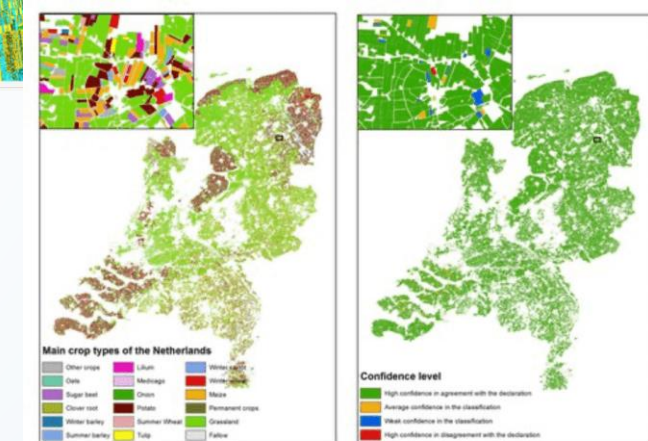 Main crop types of the Netherlands
Other crops
Lilium
Oats
Medicago
Sugar beet
Onion
Maize
Clover root
Potato
Permanent crops
Winter barley
Summer Wheat
Grassland
Summer barley
Tulip
Fallow
Confidence level
High confidence in agreement with the declaration
Average confidence in the classification
Weak confidence in the classification
High confidence in disagreement with the declaration